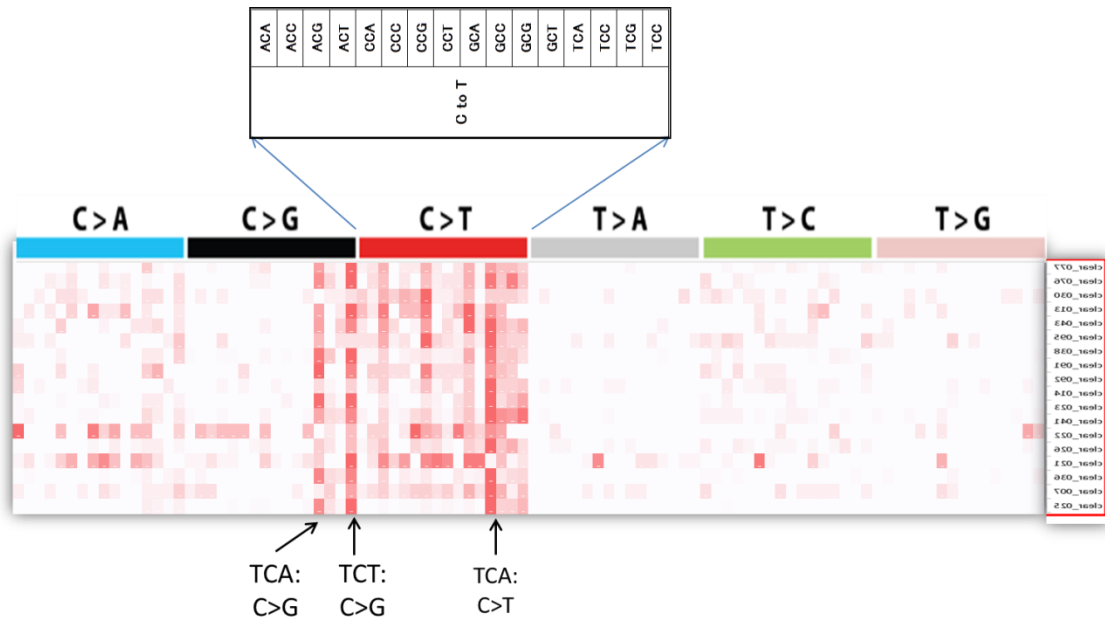 ACA ACC ACG ACT CCA CCC CCG CCT GCA GCC GCG GCT TCA TCC TCG TCC
C to T
C>A C>G C>T T>A T>C T>G
clear_077
clear_076
clear_030
clear_013
clear_043
clear_095
clear_038
clear_091
clear_092
clear_014
clear_023
clear_041
clear_022
clear_026
clear_021
clear_036
clear_007
clear_025
TCA: TCT: TCA:
C>G C>G C>T